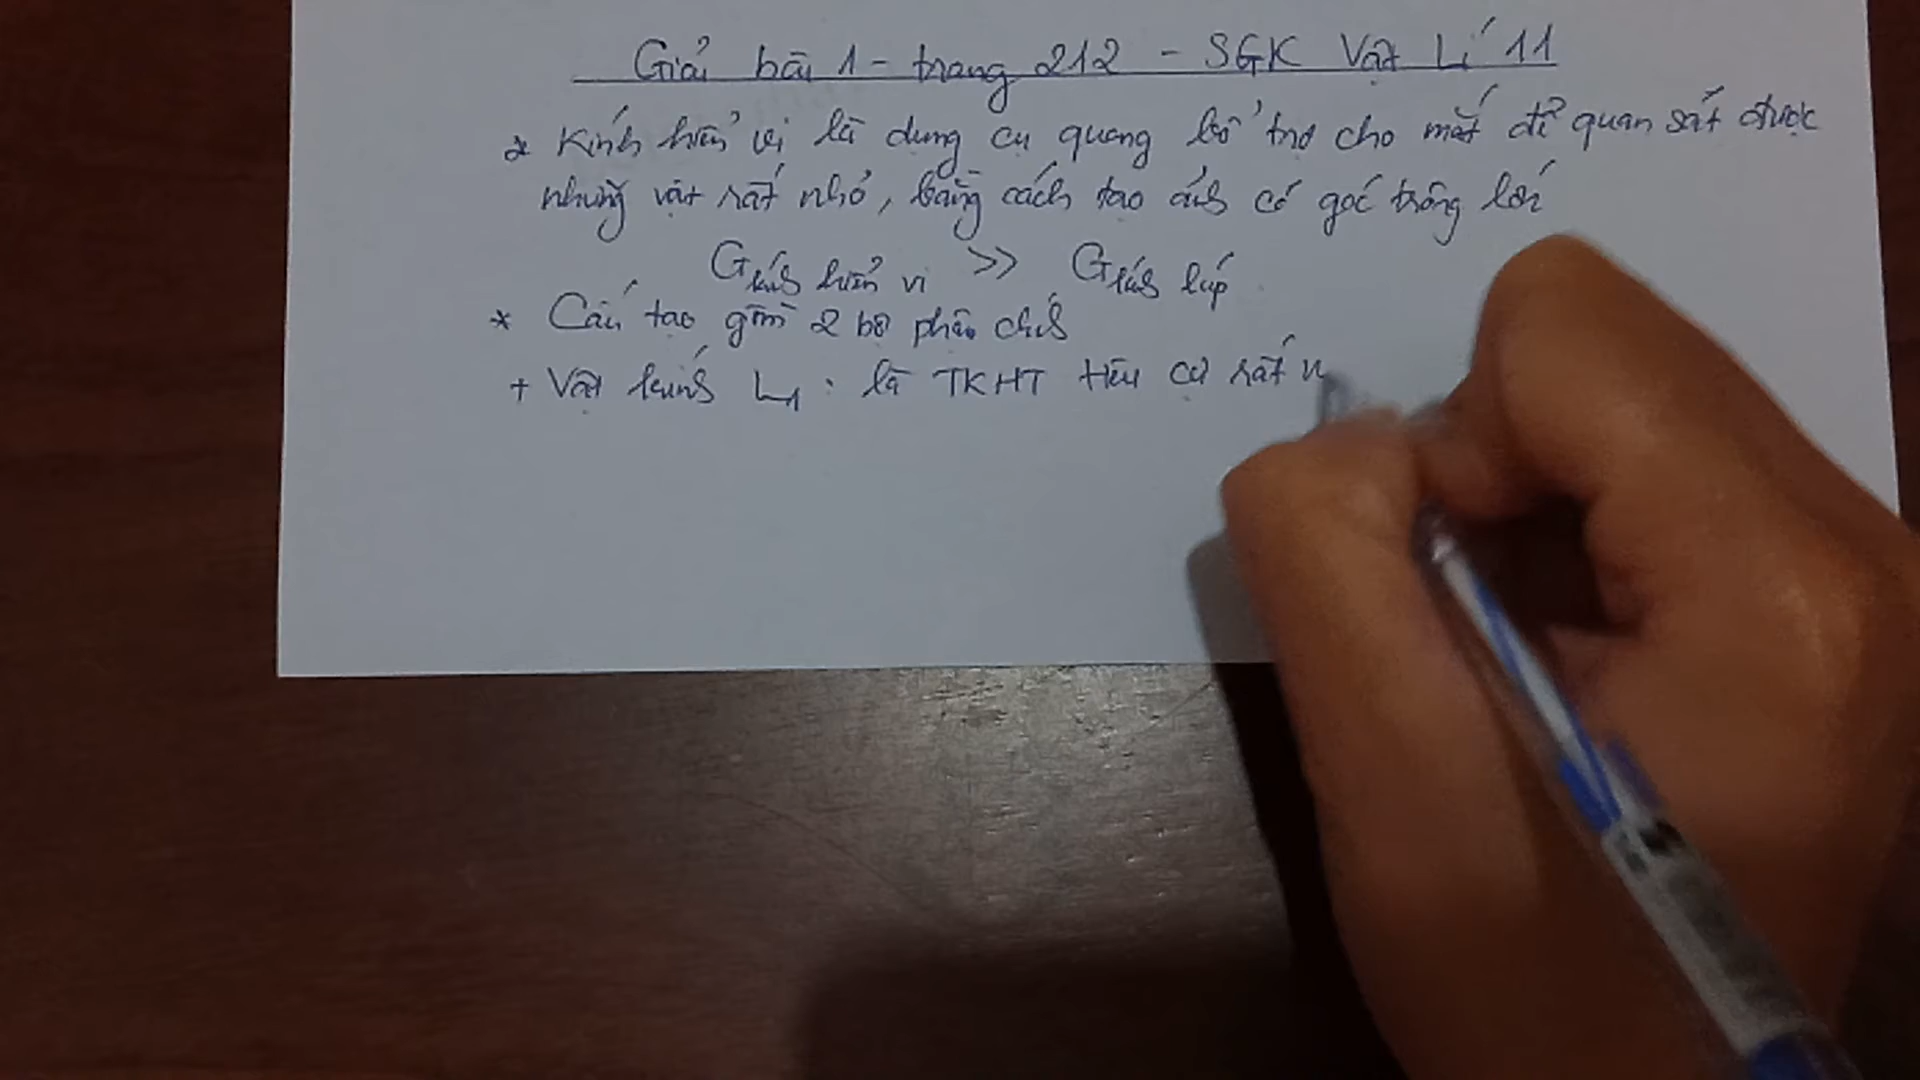 Giải bài 1 - trang 212 - SGK Vật Lí 11
* Kính hiển vị là dụng cụ quang bổ trợ cho mắt để quan sát được
những vật rất nhỏ, bằng cách tạo ảnh có góc trông lớn
G kính hiển vi >> G kính lúp
* Cấu tạo gồm 2 bộ phận chính
+ Vật kính L1 : là TKHT tiêu cự rất n